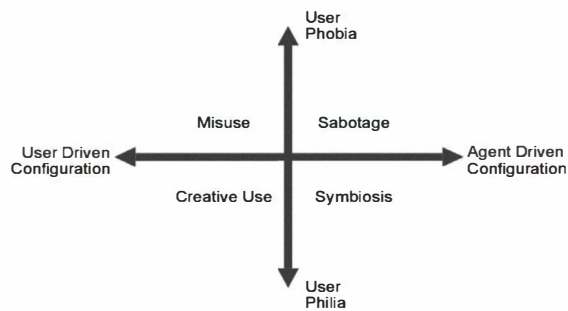 User
Phobia
Misuse
Sabotage
User Driven
Configuration
Agent Driven
Configuration
Creative Use
Symbiosis
User
Philia